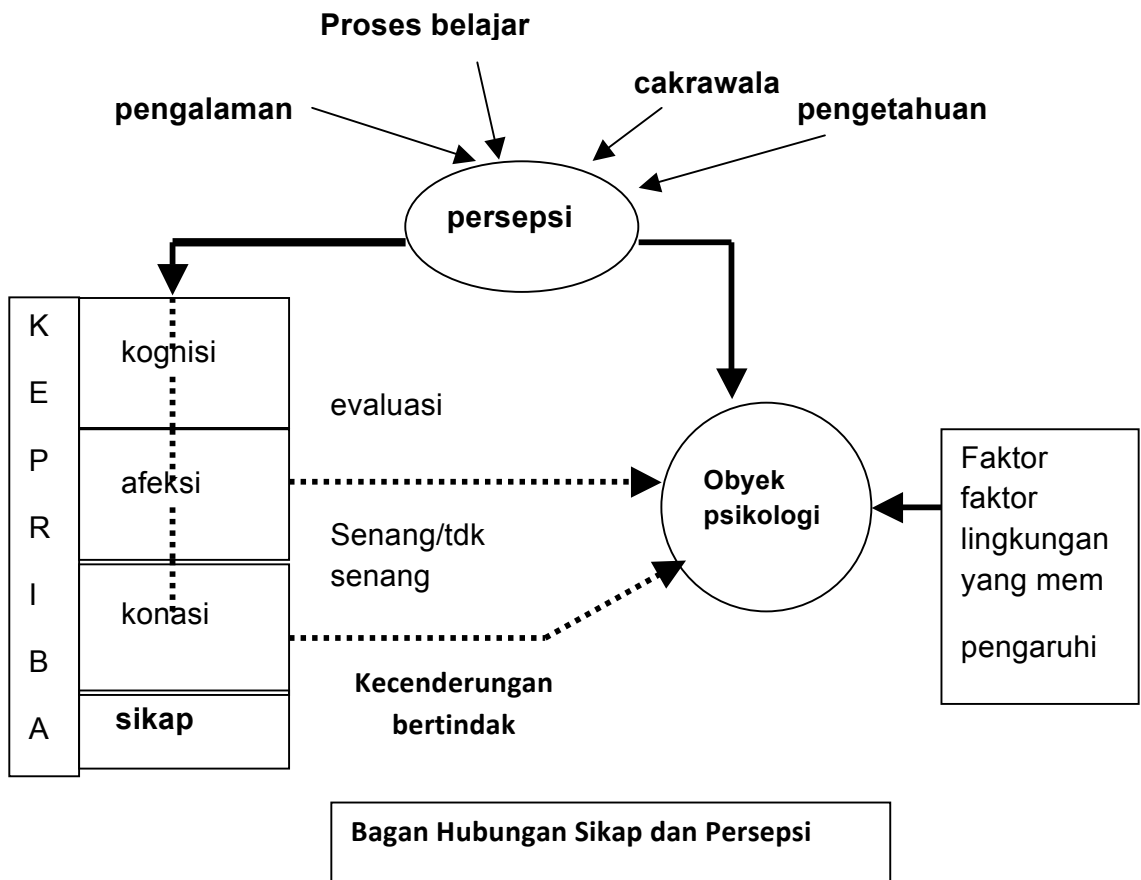 Proses belajar
cakrawala
pengalaman
pengetahuan
persepsi
K
E
P
R
I
B
A
kognisi
afeksi
konasi
sikap
evaluasi
Senang/tdk
senang
Kecenderungan
bertindak
Obyek
psikologi
Faktor
faktor
lingkungan
yang mem
pengaruhi
Bagan Hubungan Sikap dan Persepsi